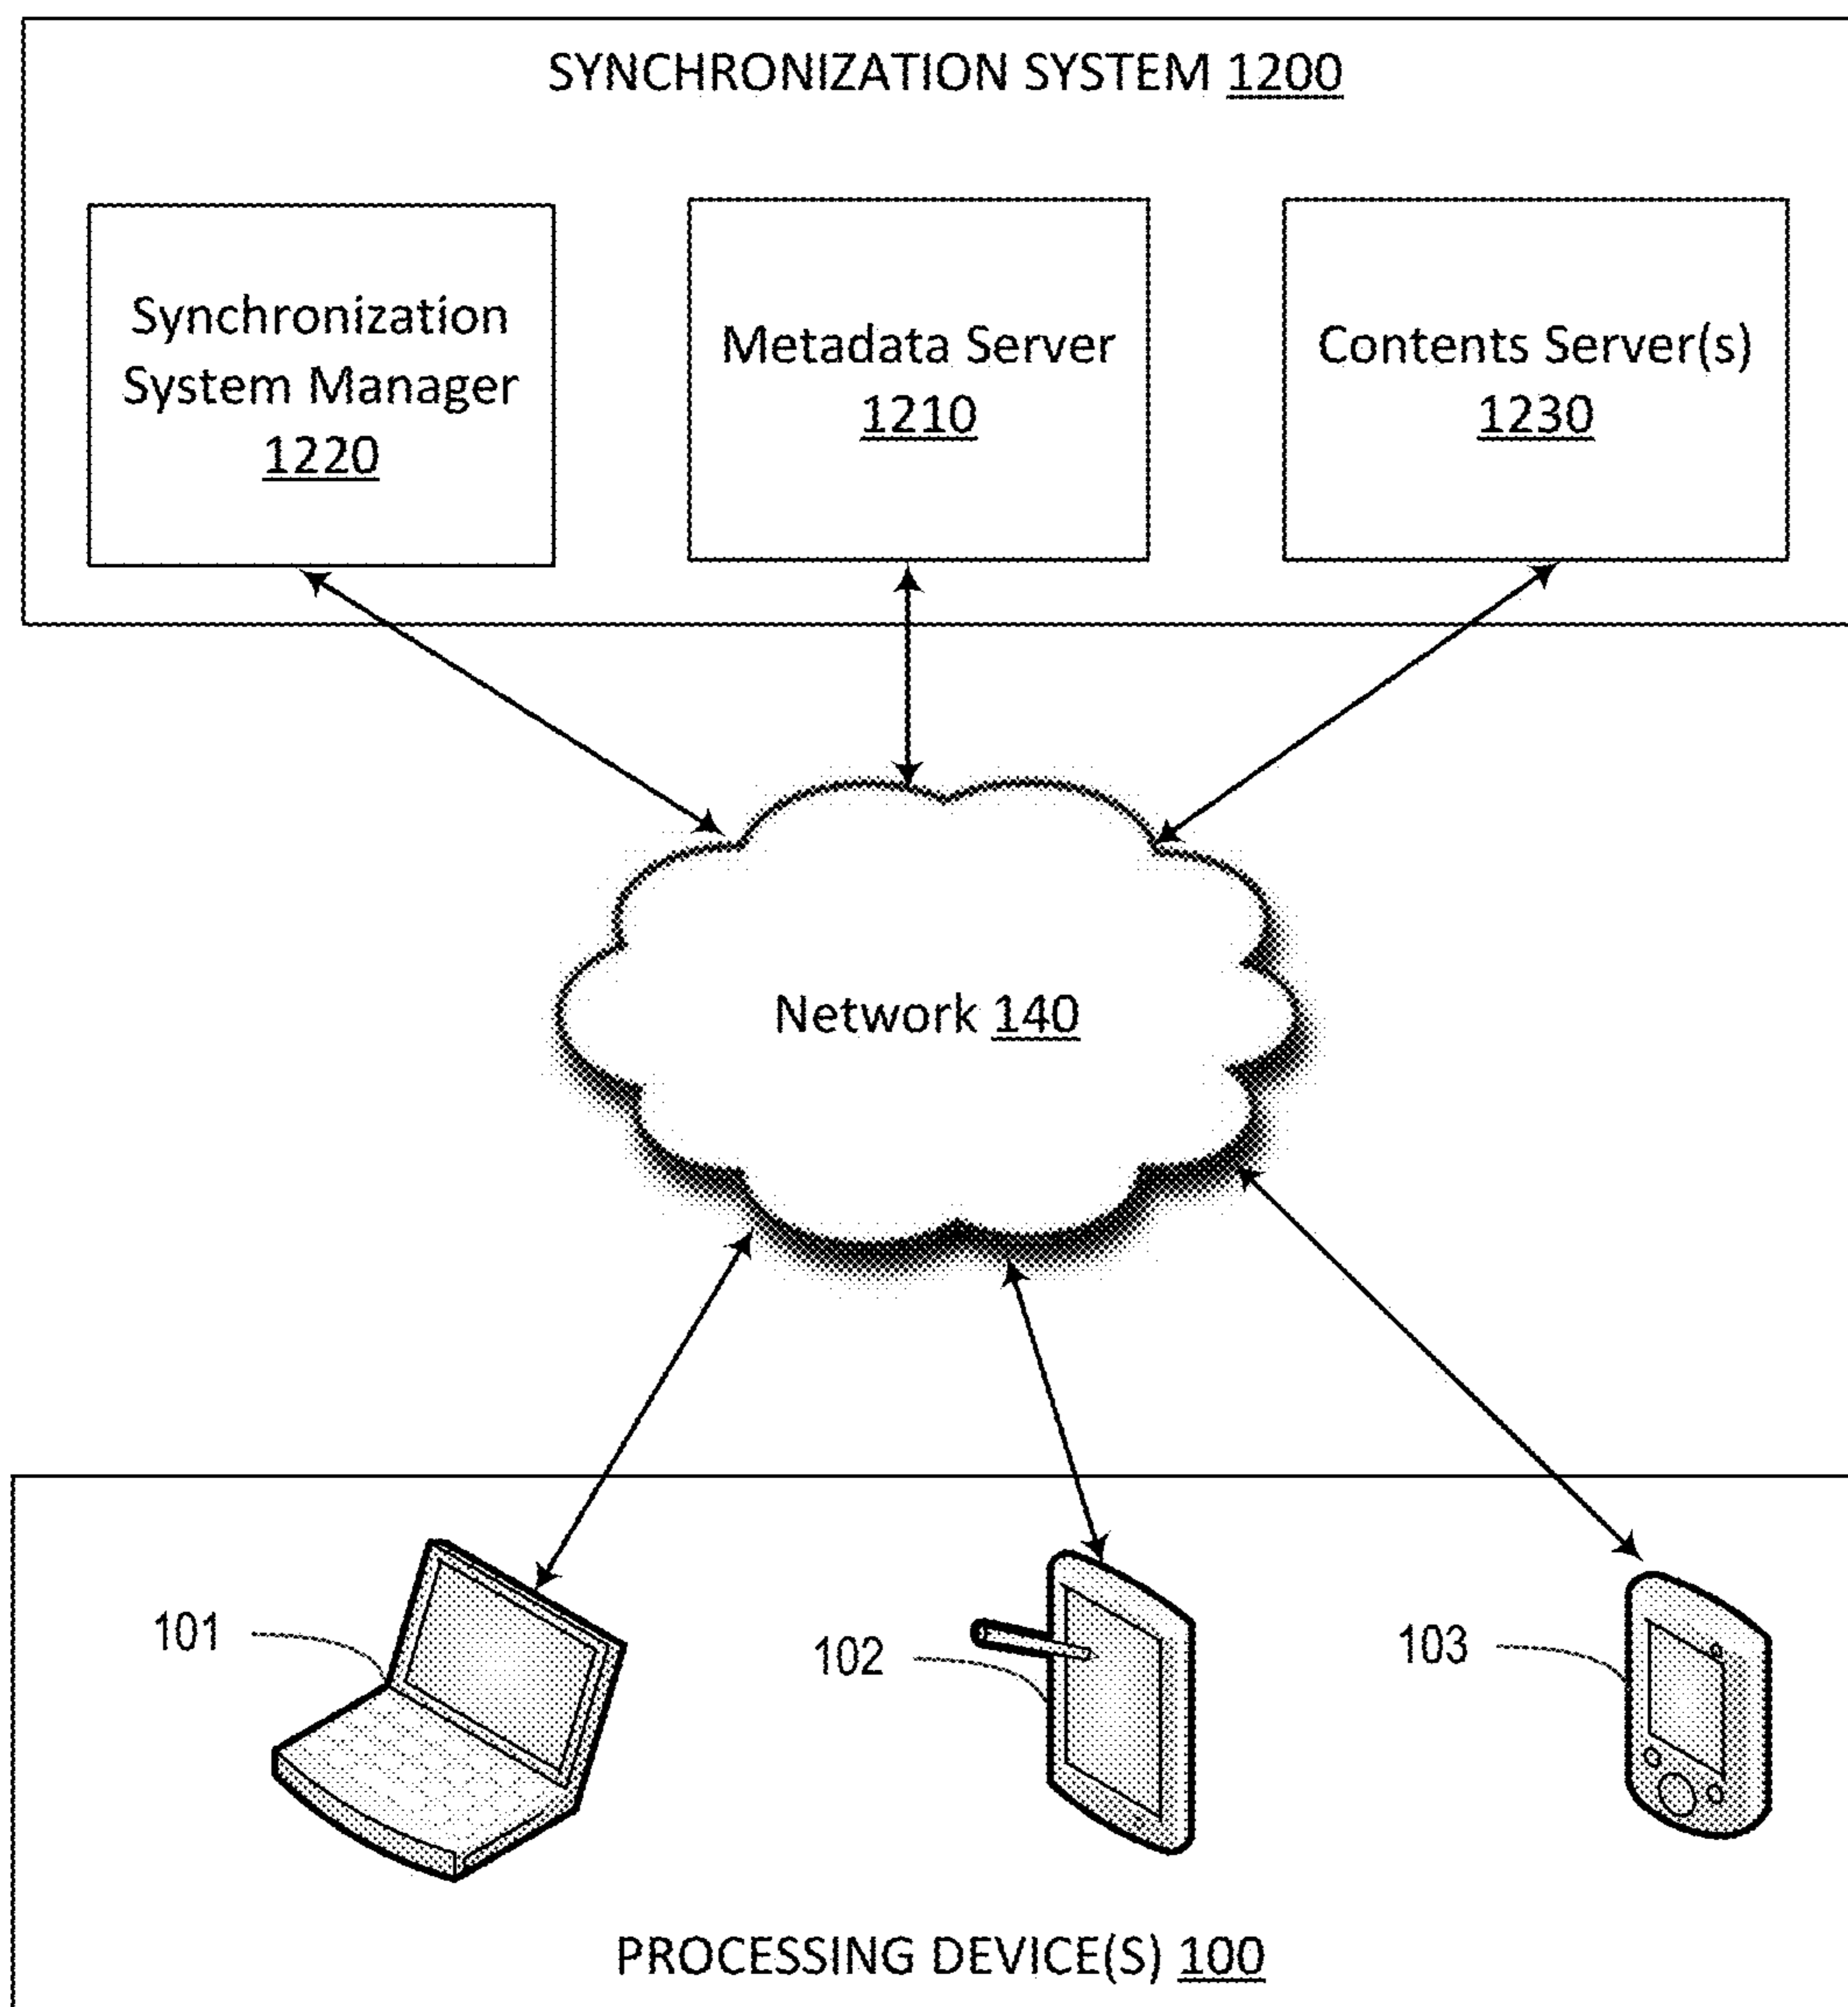 SYNCHRONIZATION SYSTEM 1200
Synchronization
System Manager
1220
Metadata Server
1210
Contents Server(s)
1230
Network 140
101
102
103
PROCESSING DEVICE(S) 100